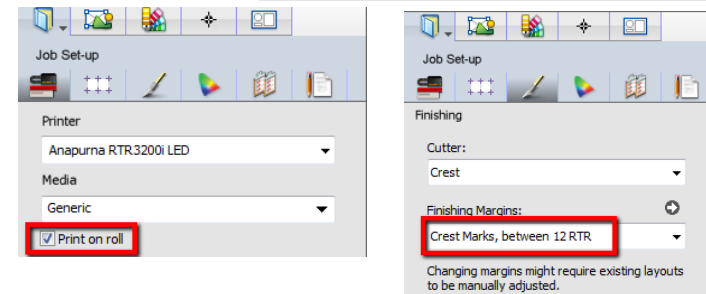 Job Set-up
Printer
Anapurna RTR3200i LED
Media
Generic
Print on roll
Job Set-up
Finishing
Cutter:
Crest
Finishing Margins:
Crest Marks, between 12 RTR
Changing margins might require existing layouts
to be manually adjusted.